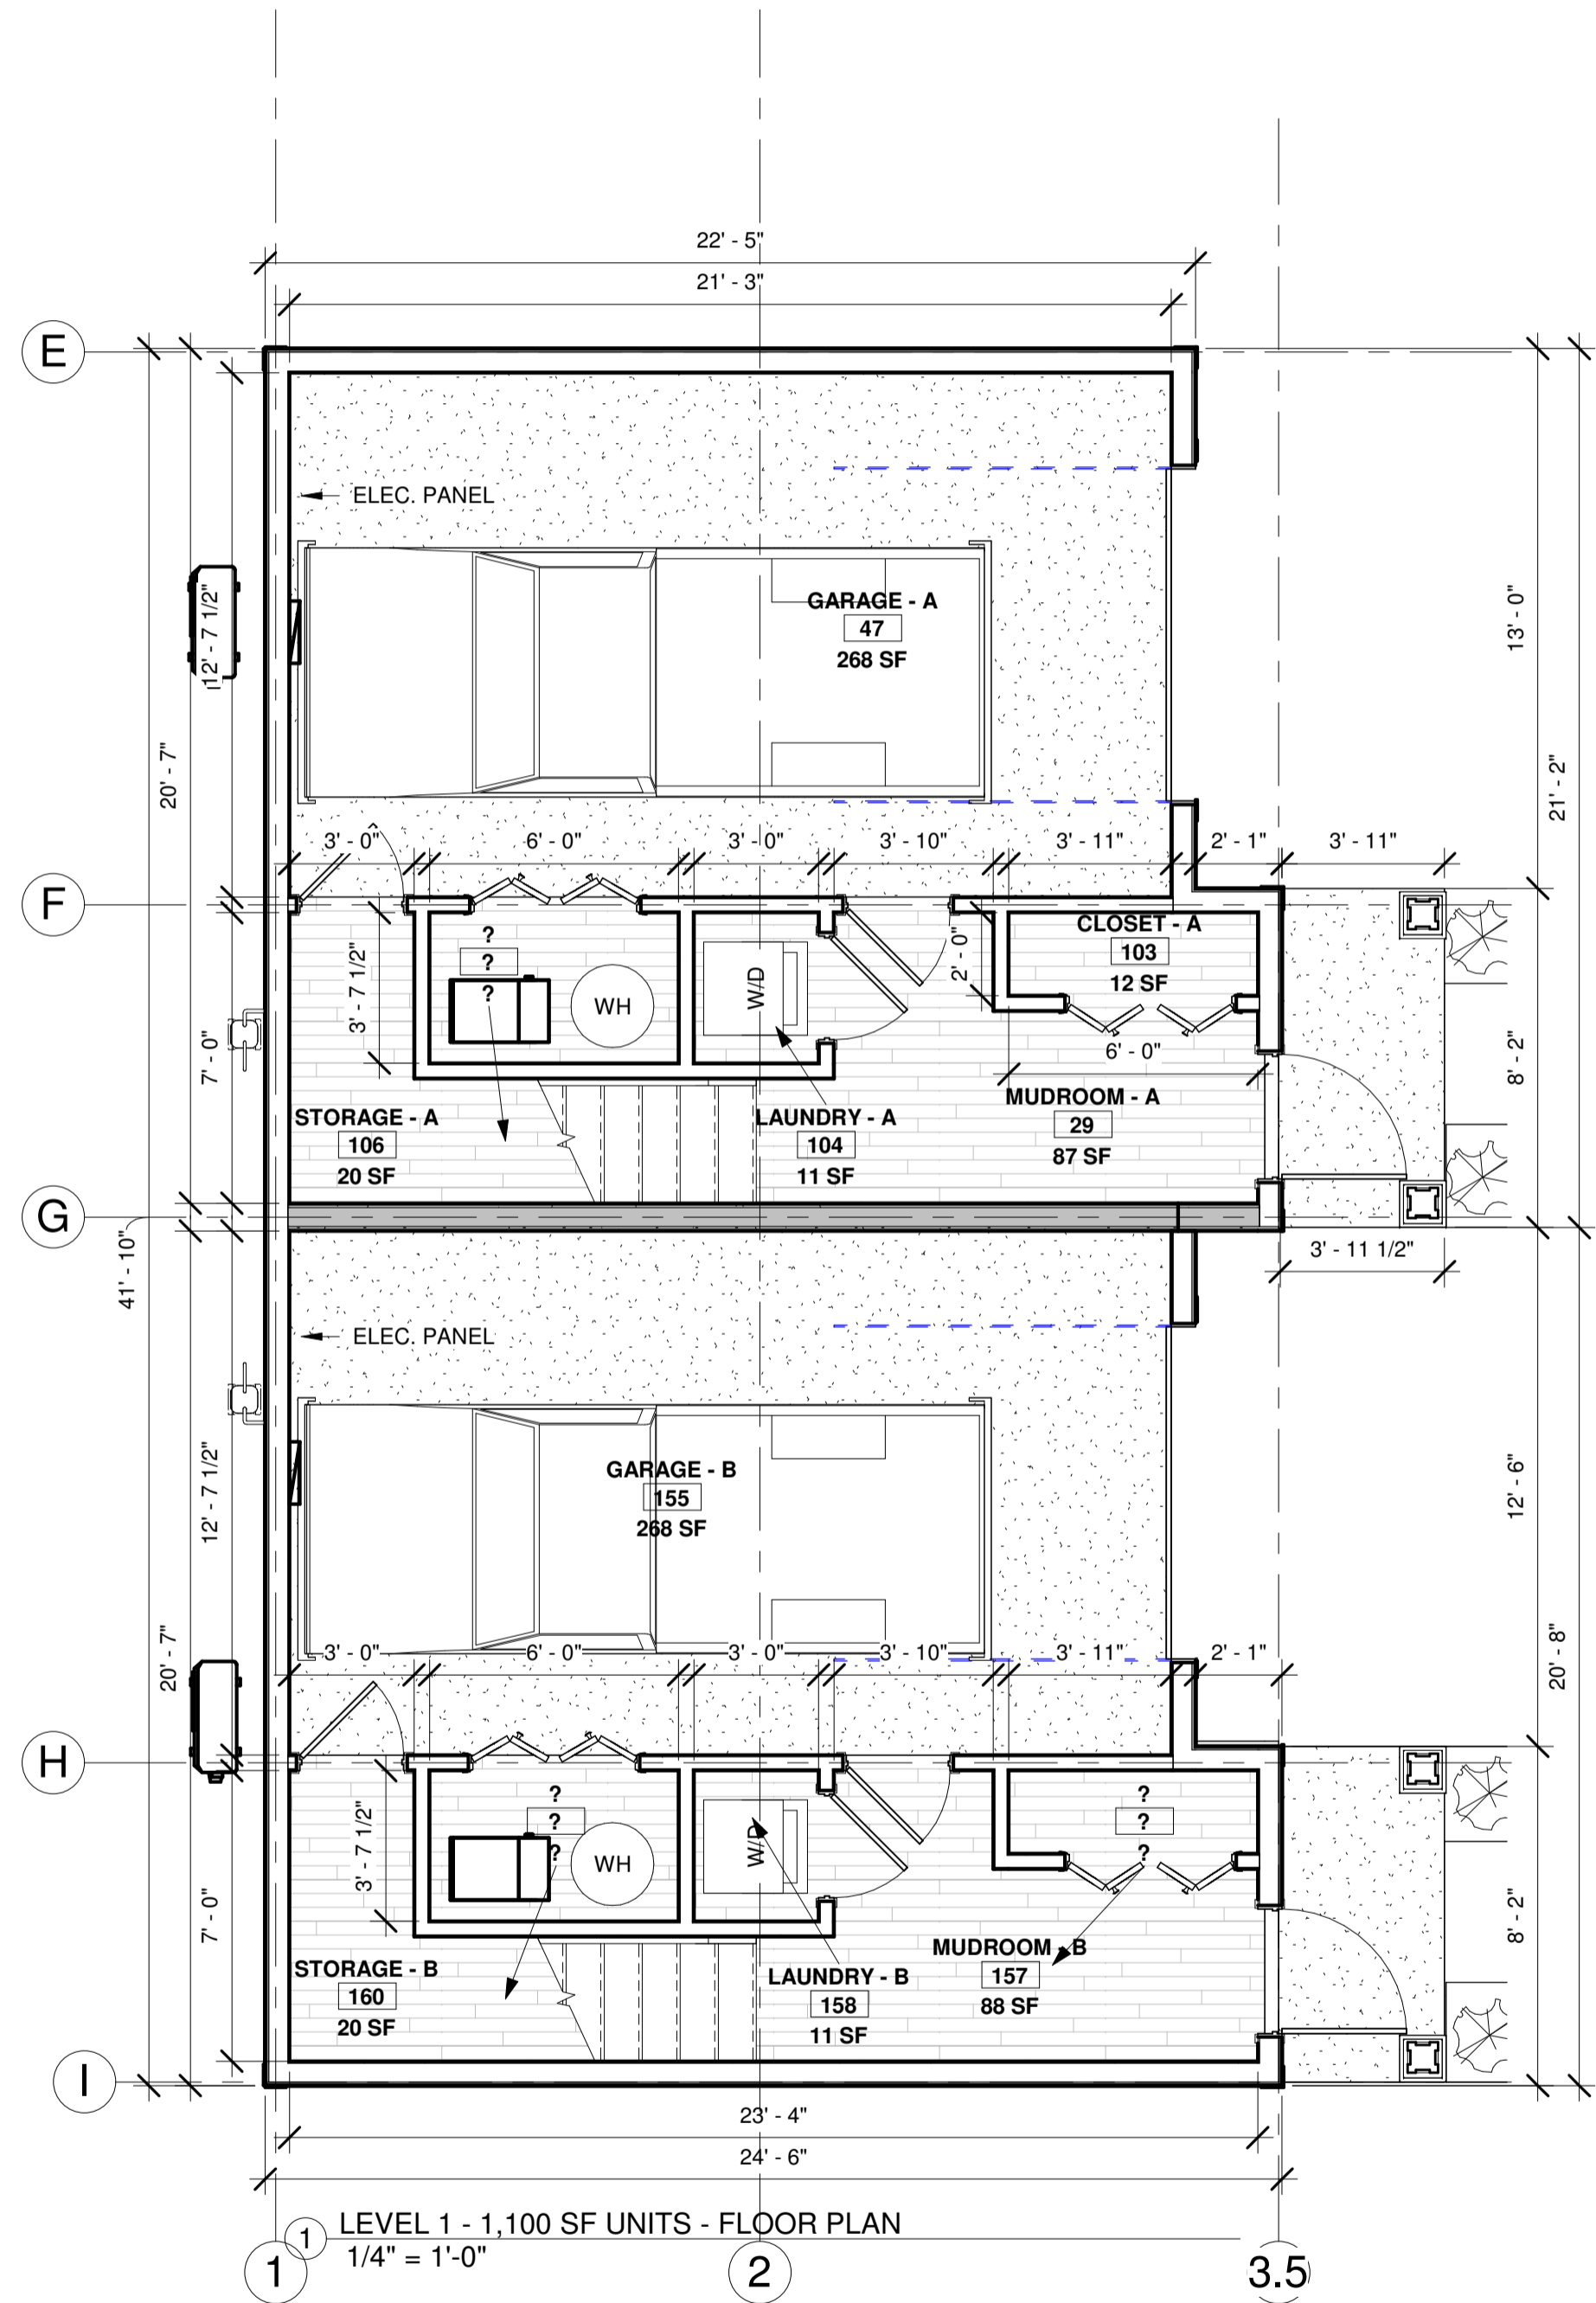 22' - 5"
21' - 3"
E
ELEC. PANEL
12' - 7 1/2"
GARAGE - A
47
268 SF
13' - 0"
20' - 7"
21' - 2"
3' - 0"
6' - 0"
3' - 0"
3' - 10"
3' - 11"
2' - 1"
3' - 11"
F
CLOSET - A
103
12 SF
?
?
?
3' - 7 1/2"
WH
W/D
2' - 0"
7' - 0"
6' - 0"
8' - 2"
STORAGE - A
106
20 SF
LAUNDRY - A
104
11 SF
MUDROOM - A
29
87 SF
G
41' - 10"
3' - 11 1/2"
ELEC. PANEL
12' - 7 1/2"
GARAGE - B
155
268 SF
12' - 6"
20' - 7"
20' - 8"
3' - 0"
6' - 0"
3' - 0"
3' - 10"
3' - 11"
2' - 1"
H
?
?
?
?
?
?
3' - 7 1/2"
WH
W/D
7' - 0"
8' - 2"
STORAGE - B
160
20 SF
LAUNDRY - B
158
11 SF
MUDROOM - B
157
88 SF
I
23' - 4"
24' - 6"
1
LEVEL 1 - 1,100 SF UNITS - FLOOR PLAN
1/4" = 1'-0"
1
2
3.5